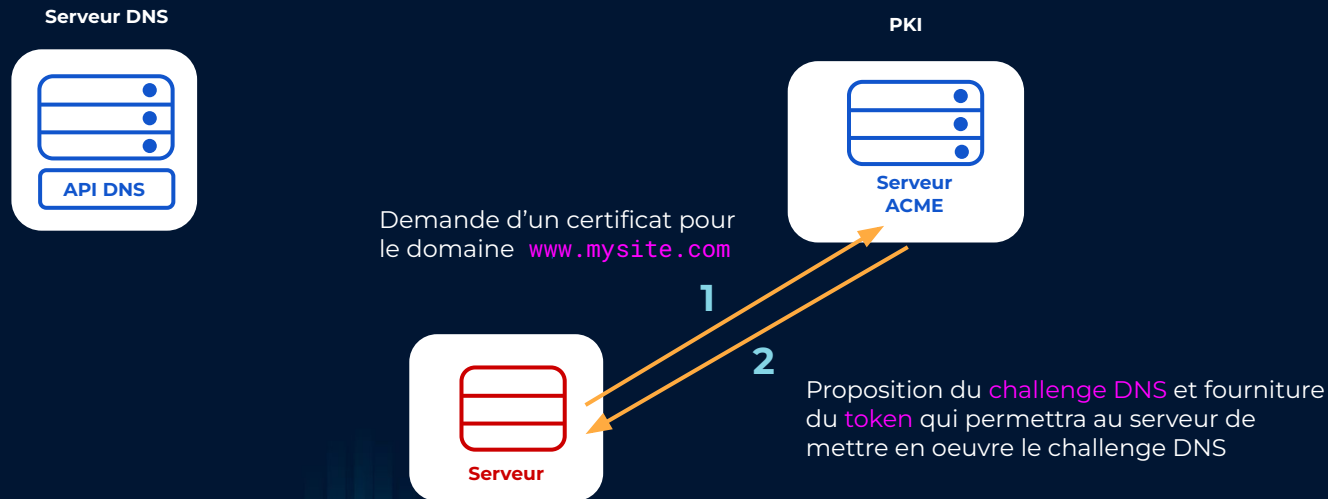 Serveur DNS
PKI
API DNS
Serveur
ACME
Demande d’un certificat pour
le domaine www.mysite.com
1
2
Proposition du challenge DNS et fourniture
du token qui permettra au serveur de
mettre en oeuvre le challenge DNS
Serveur